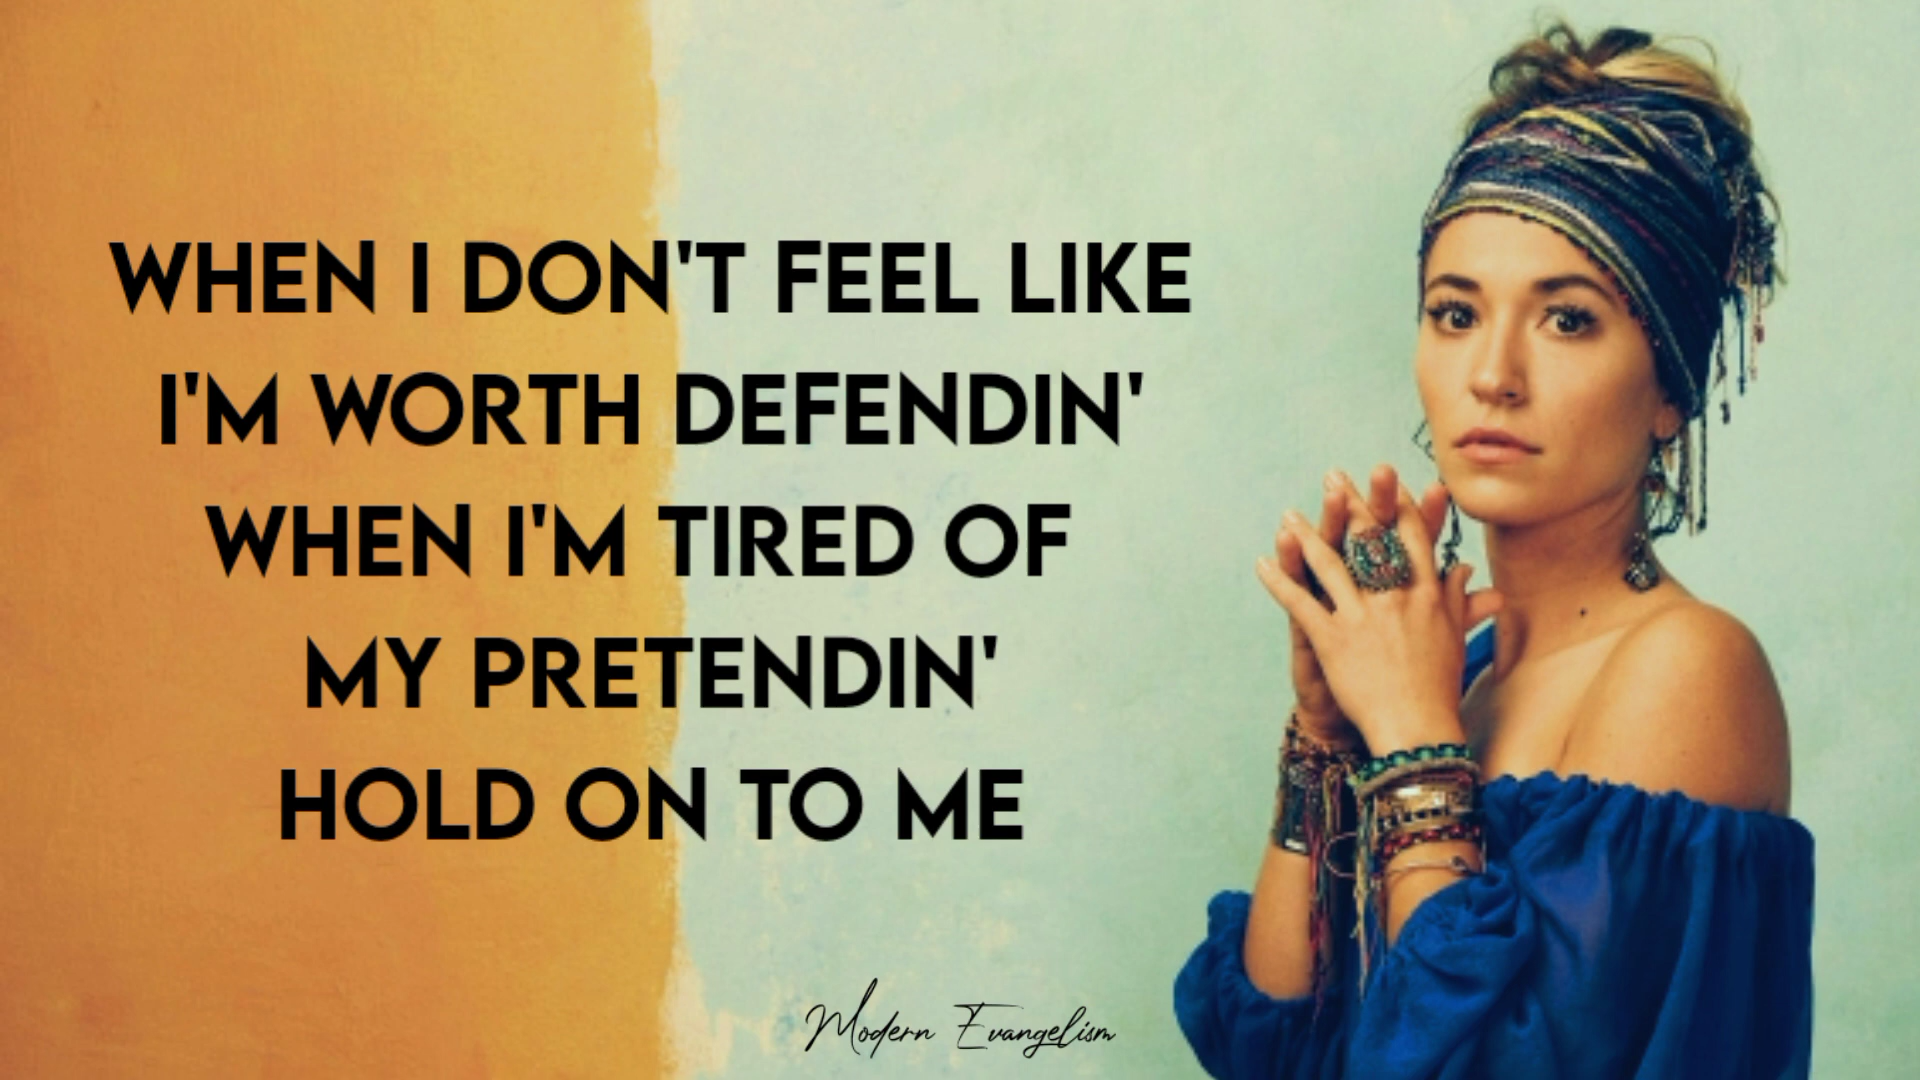 WHEN I DON'T FEEL LIKE
I'M WORTH DEFENDIN'
WHEN I'M TIRED OF
MY PRETENDIN'
HOLD ON TO ME
Modern Evangelism